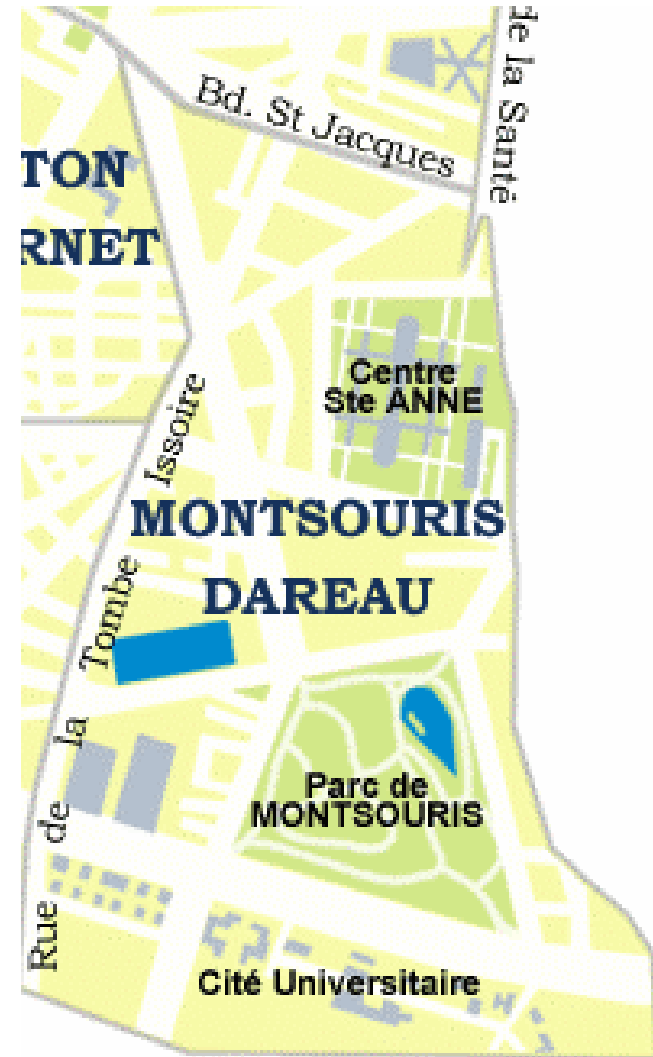 de la Santé
Bd. St Jacques
TON
RNET
Centre
Ste ANNE
Rue de la Tombe Issoire
MONTSOURIS
DAREAU
Parc de
MONTSOURIS
Cité Universitaire